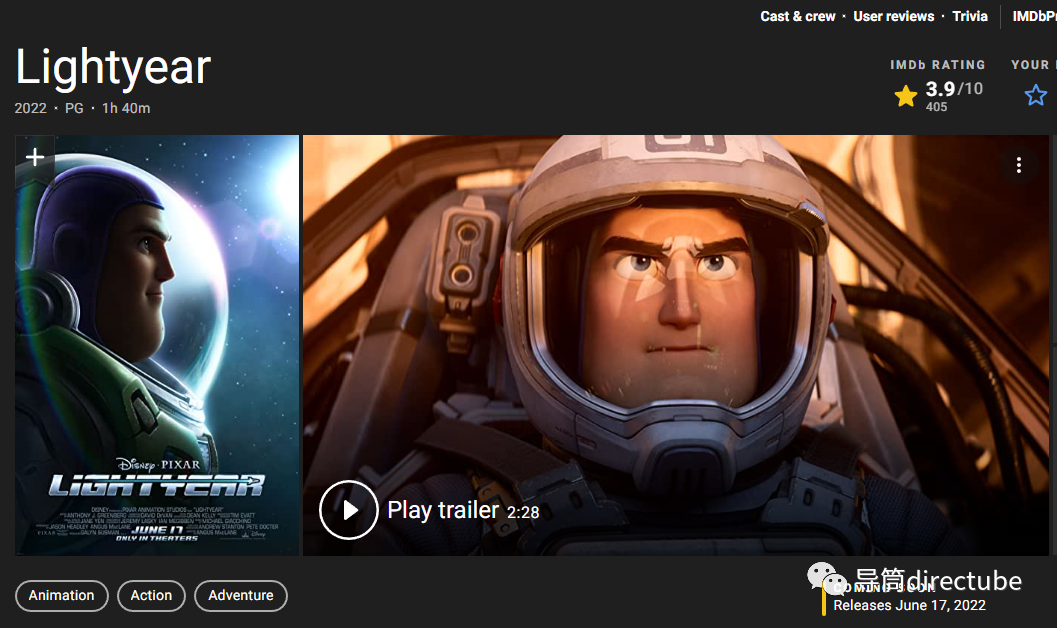 Cast & crew · User reviews · Trivia
IMDbPr
Lightyear
2022 · PG · 1h 40m
IMDb RATING
3.9/10
405
YOUR
DISNEY · PIXAR
LIGHTYEAR
JUNE 17
ONLY IN THEATERS
Play trailer 2:28
Animation
Action
Adventure
导筒directube
COMING SOON
Releases June 17, 2022